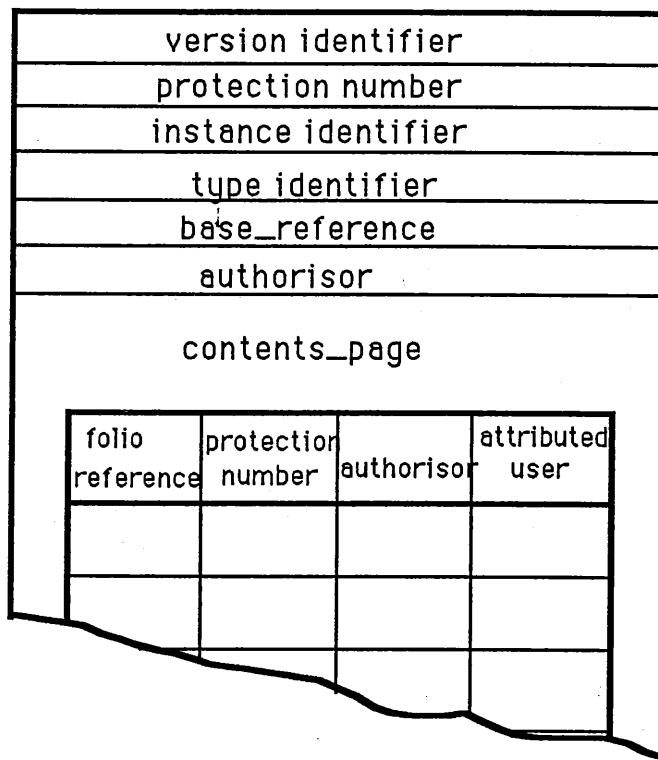 version identifier
protection number
instance identifier
type identifier
base_reference
authorisor
contents_page
folio reference
protection number
authorisor
attributed user